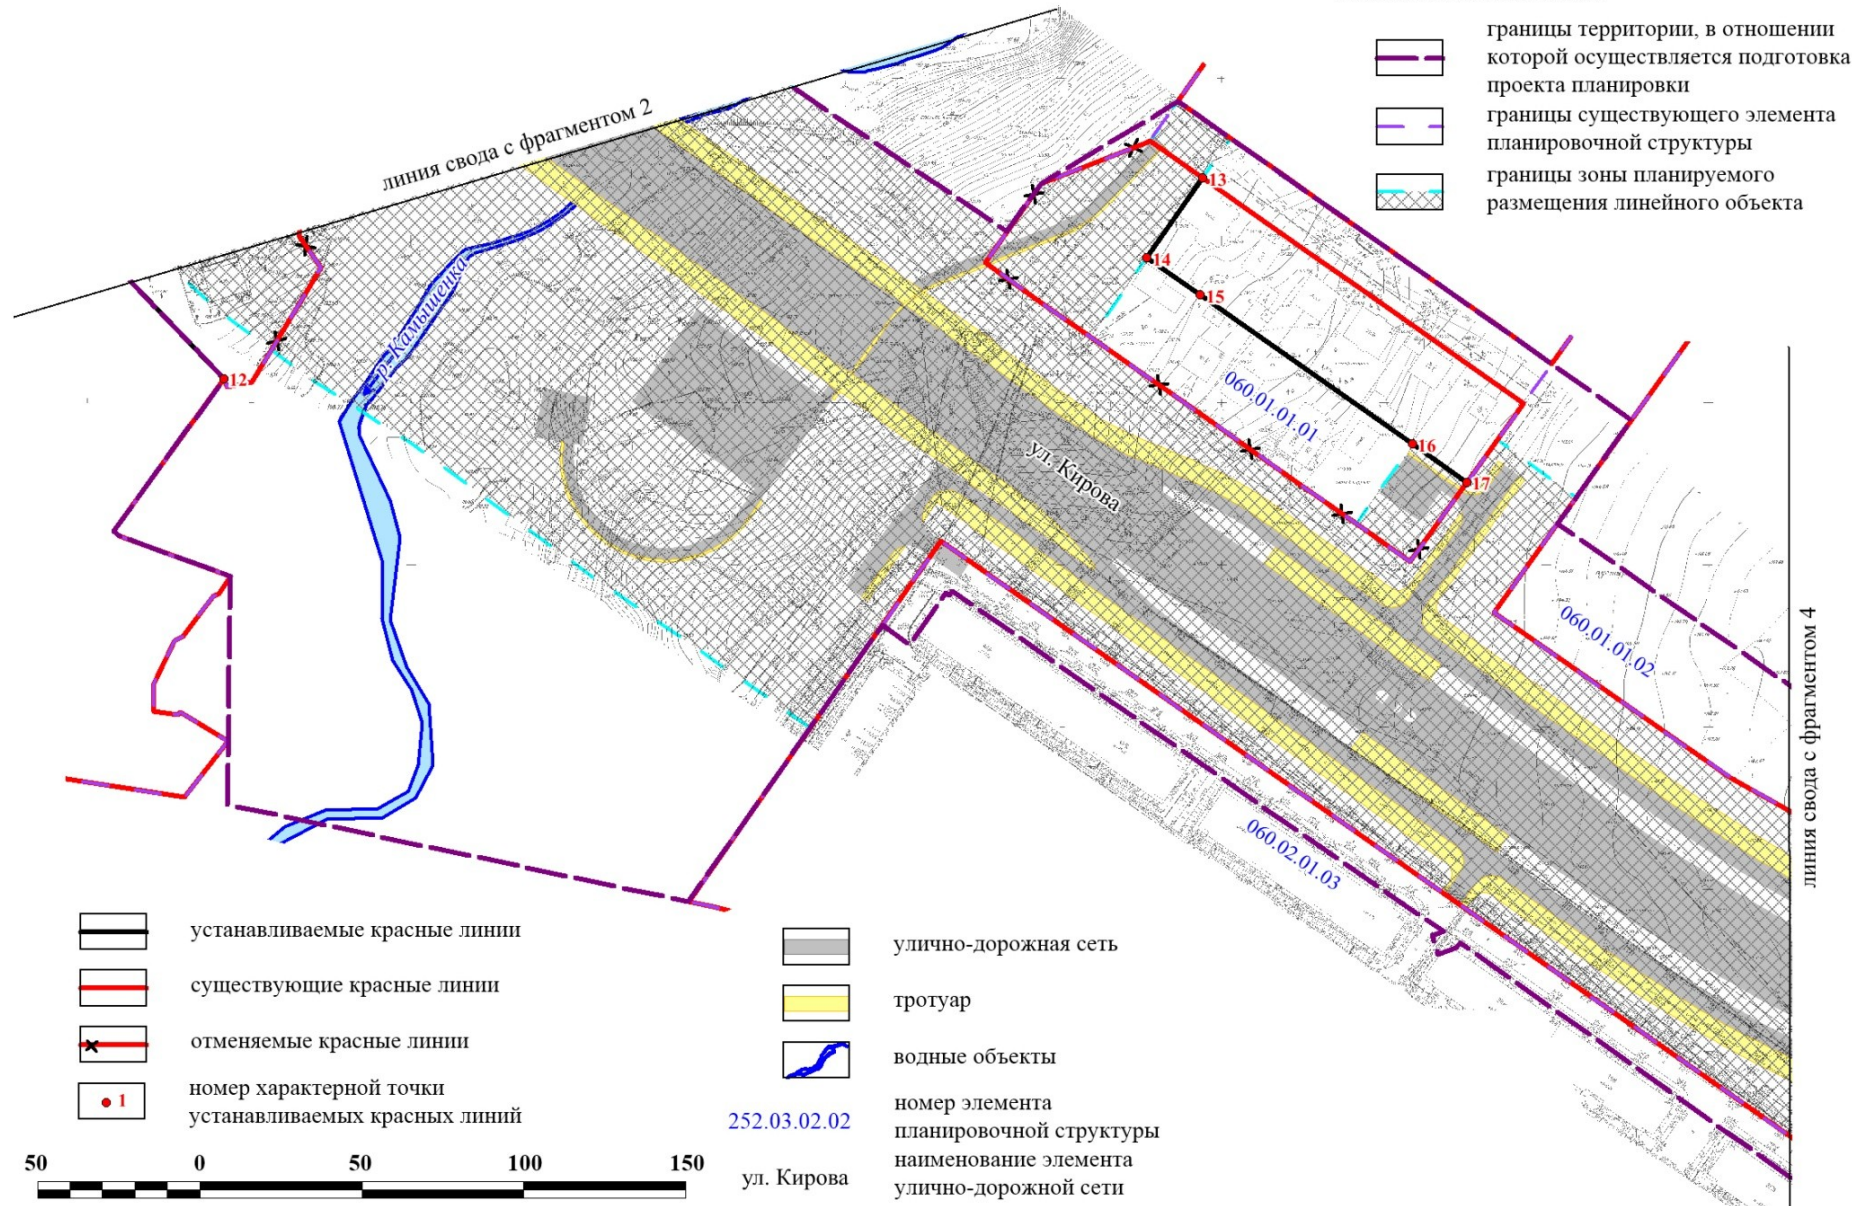 границы территории, в отношении
которой осуществляется подготовка
проекта планировки
границы существующего элемента
планировочной структуры
границы зоны планируемого
размещения линейного объекта
линия свода с фрагментом 2
13
14
15
р. Камышенка
12
060.01.01.01
16
ул. Кирова
17
060.01.01.02
линия свода с фрагментом 4
060.02.01.03
устанавливаемые красные линии
существующие красные линии
отменяемые красные линии
1
номер характерной точки
устанавливаемых красных линий
улично-дорожная сеть
тротуар
водные объекты
252.03.02.02
номер элемента
планировочной структуры
ул. Кирова
наименование элемента
улично-дорожной сети
50 0 50 100 150